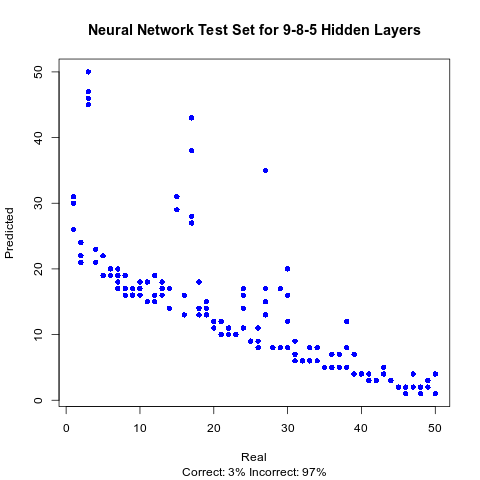 Neural Network Test Set for 9-8-5 Hidden Layers
50
40
30
20
10
0
Predicted
0 10 20 30 40 50
Real
Correct: 3% Incorrect: 97%